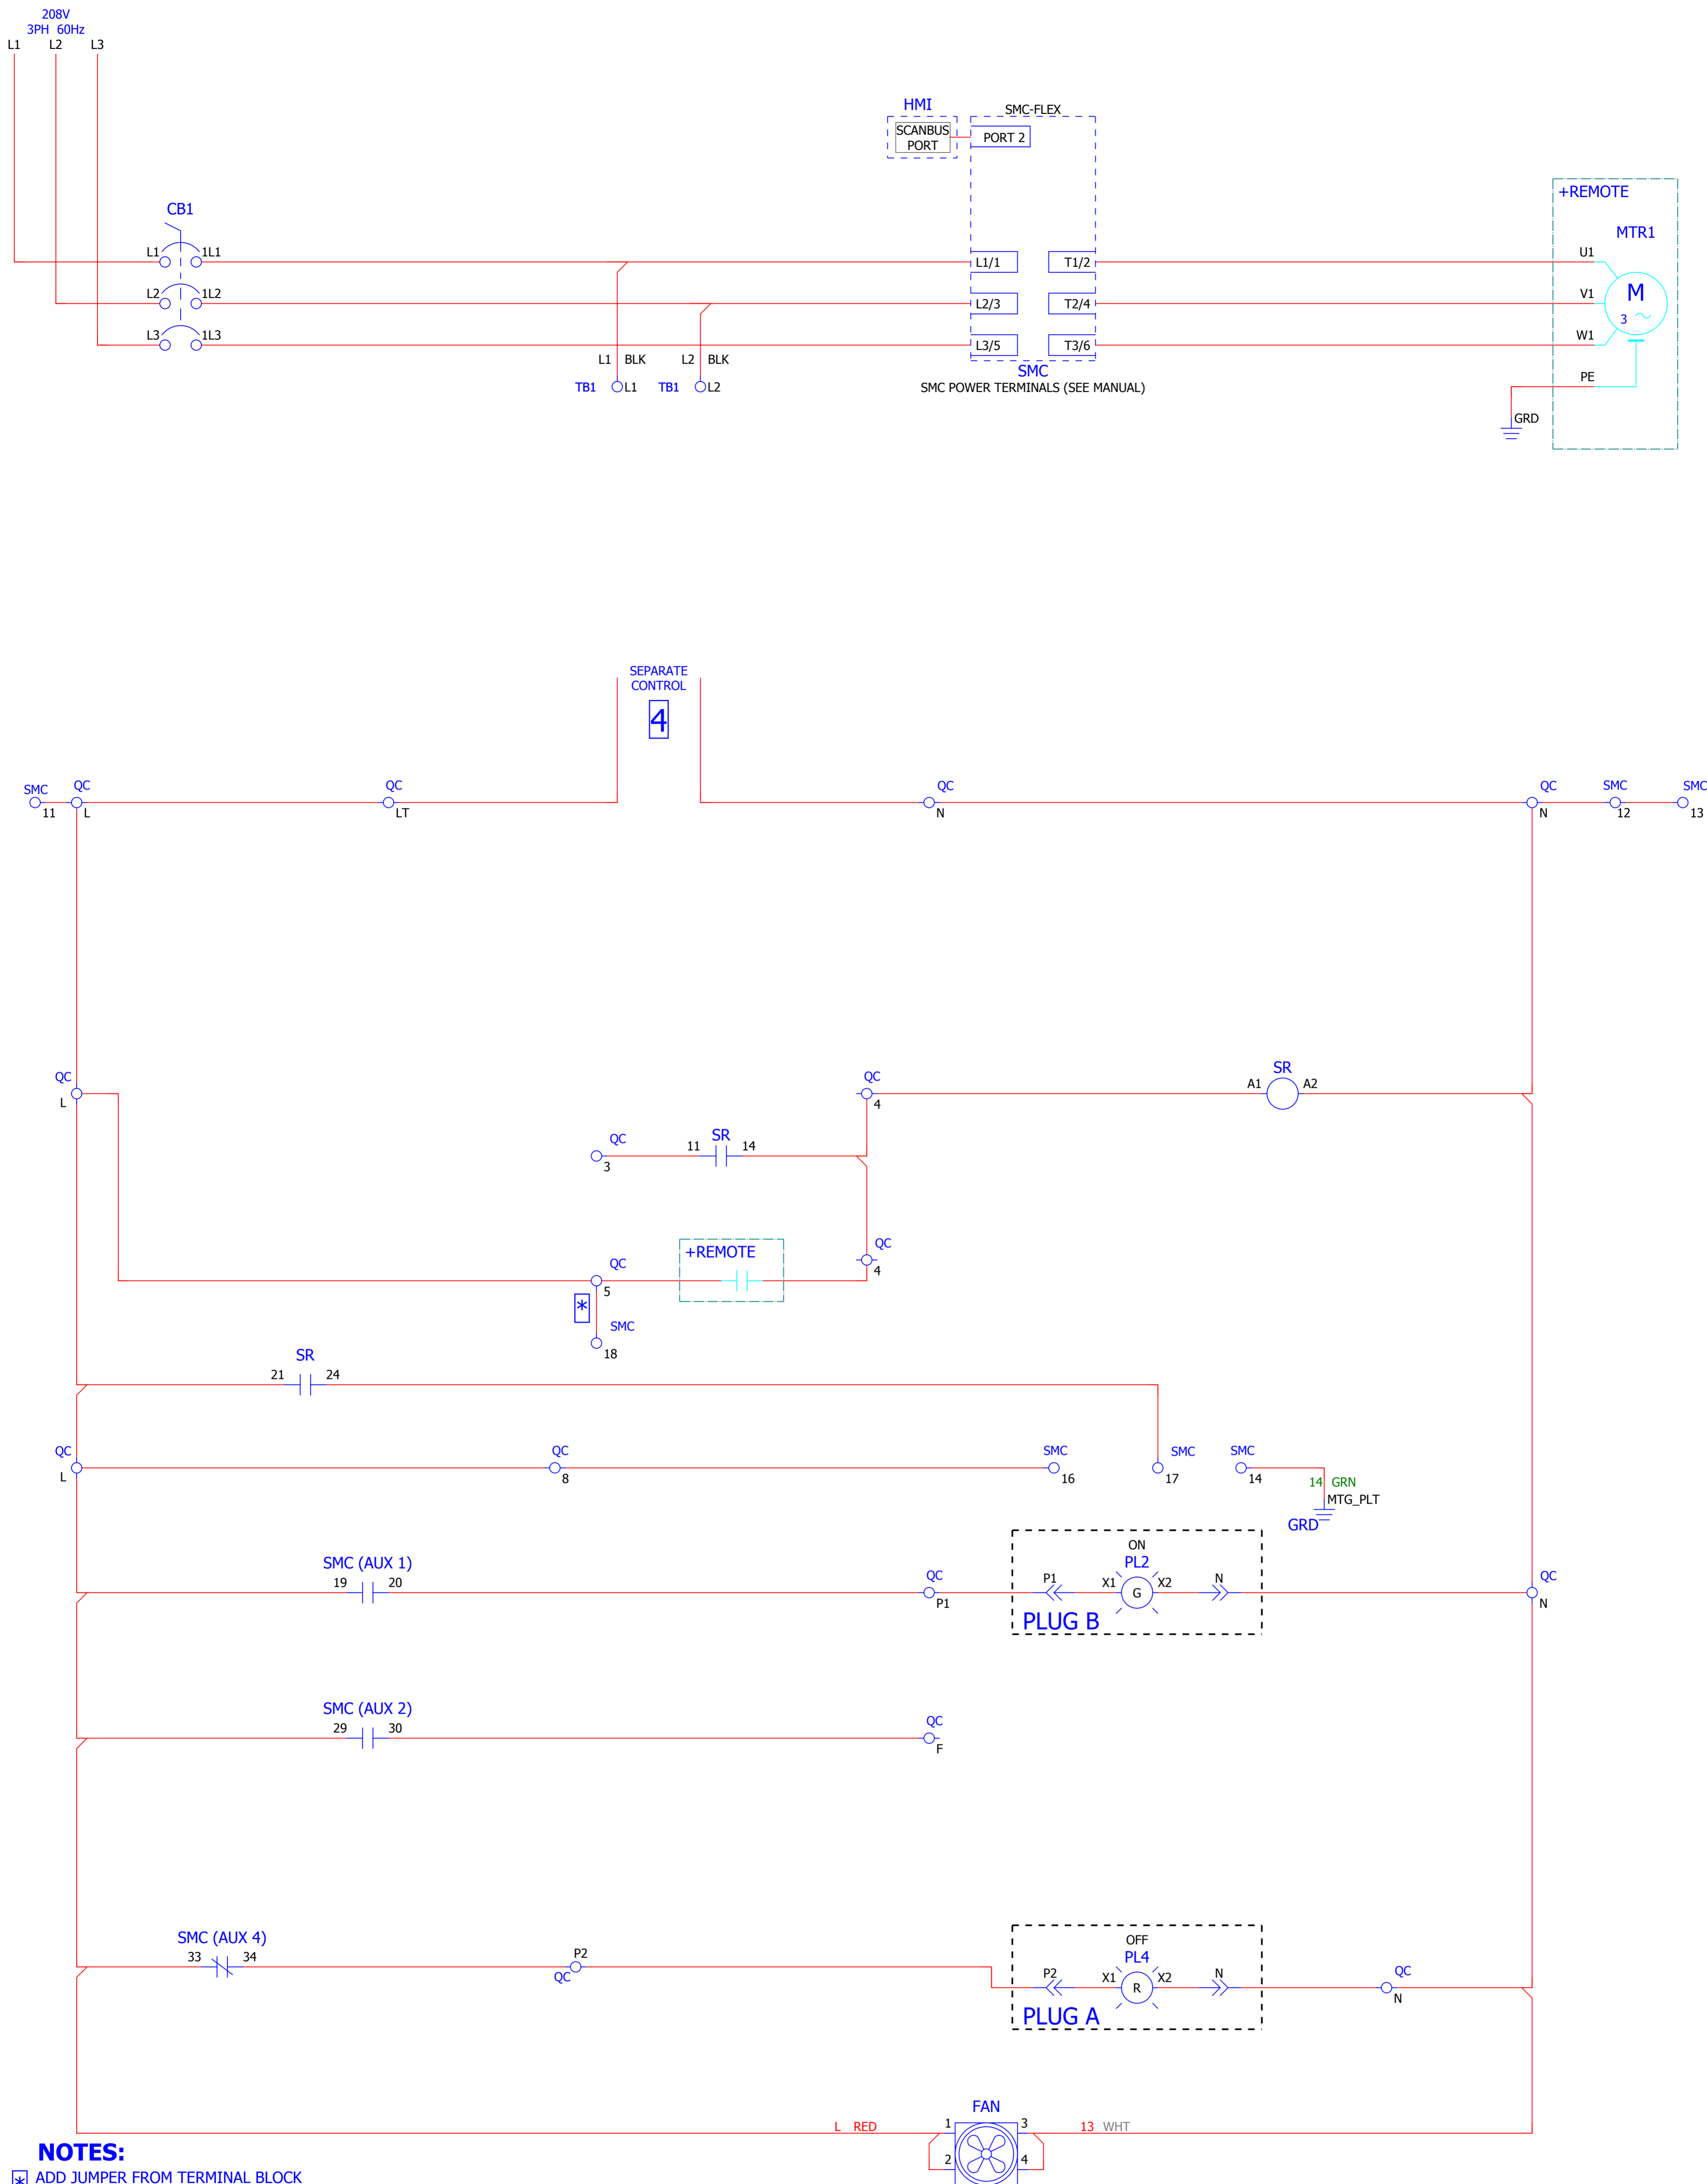 208V
3PH 60Hz
L1 L2 L3
HMI
SCANBUS
PORT
SMC-FLEX
PORT 2
+REMOTE
CB1
MTR1
L1 1L1
L1/1 T1/2
U1
L2 1L2
L2/3 T2/4
V1
M
3
L3 1L3
L3/5 T3/6
W1
L1 BLK L2 BLK
SMC
SMC POWER TERMINALS (SEE MANUAL)
TB1 L1 TB1 L2
PE
GRD
SEPARATE
CONTROL
4
SMC QC QC QC QC SMC SMC
11 L LT N N 12 13
QC QC SR
L 4 A1 A2
QC SR
3 11 14
+REMOTE
QC QC
5 4
*
SMC
18
SR
21 24
QC QC SMC SMC SMC
L 8 16 17 14
14 GRN
MTG_PLT
GRD
ON
PL2
SMC (AUX 1)
19 20
QC
P1
P1 X1 G X2 N
QC
N
PLUG B
SMC (AUX 2)
29 30
QC
F
OFF
PL4
SMC (AUX 4)
33 34
P2
QC
P2 X1 R X2 N
QC
N
PLUG A
FAN
L RED 1 3 13 WHT
2 4
NOTES:
* ADD JUMPER FROM TERMINAL BLOCK